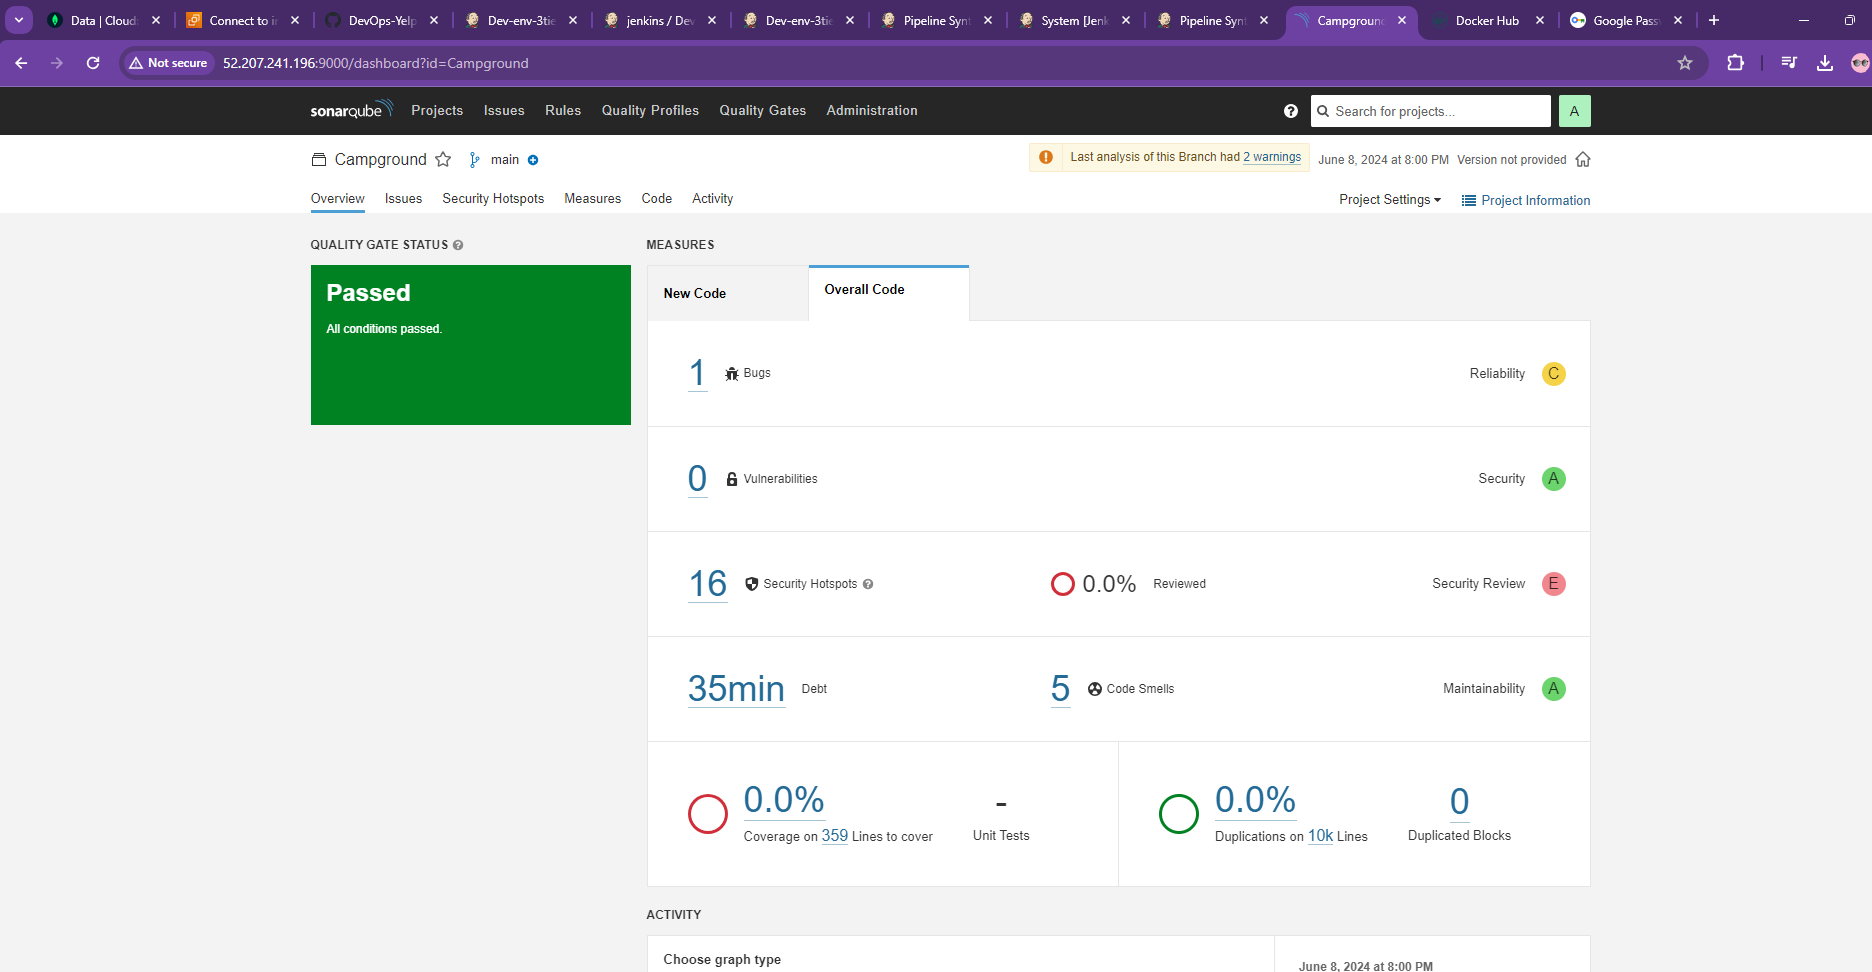 Data | Cloud
Connect to i
DevOps-Yelp
Dev-env-3tie
jenkins / Dev
Dev-env-3tie
Pipeline Synt
System [Jenk
Pipeline Synt
Campground
Docker Hub
Google Pass
Not secure
52.207.241.196:9000/dashboard?id=Campground
sonarqube
Projects
Issues
Rules
Quality Profiles
Quality Gates
Administration
Search for projects...
A
Campground
main
Last analysis of this Branch had 2 warnings
June 8, 2024 at 8:00 PM
Version not provided
Overview
Issues
Security Hotspots
Measures
Code
Activity
Project Settings
Project Information
QUALITY GATE STATUS
Passed
All conditions passed.
MEASURES
New Code
Overall Code
1 Bugs
Reliability C
0 Vulnerabilities
Security A
16 Security Hotspots
0.0% Reviewed
Security Review E
35min Debt
5 Code Smells
Maintainability A
0.0%
Coverage on 359 Lines to cover
-
Unit Tests
0.0%
Duplications on 10k Lines
0
Duplicated Blocks
ACTIVITY
Choose graph type
June 8, 2024 at 8:00 PM